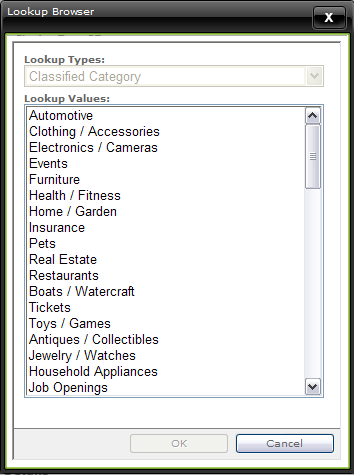 Lookup Browser
X
Lookup Types:
Classified Category
Lookup Values:
Automotive
Clothing / Accessories
Electronics / Cameras
Events
Furniture
Health / Fitness
Home / Garden
Insurance
Pets
Real Estate
Restaurants
Boats / Watercraft
Tickets
Toys / Games
Antiques / Collectibles
Jewelry / Watches
Household Appliances
Job Openings
OK
Cancel